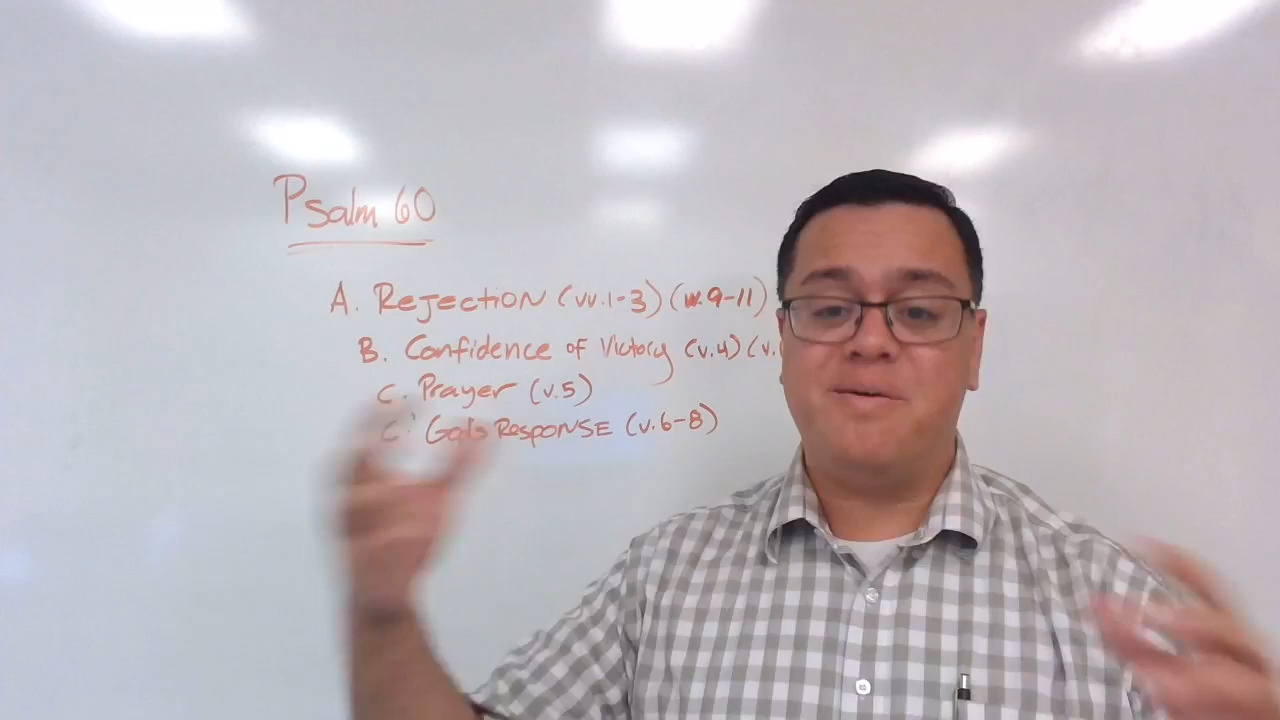 Psalm 60
A. Rejection (vv.1-3) (vv.9-11)
B. Confidence of Victory (v.4) (v.
C. Prayer (v.5)
C' God's Response (v.6-8)